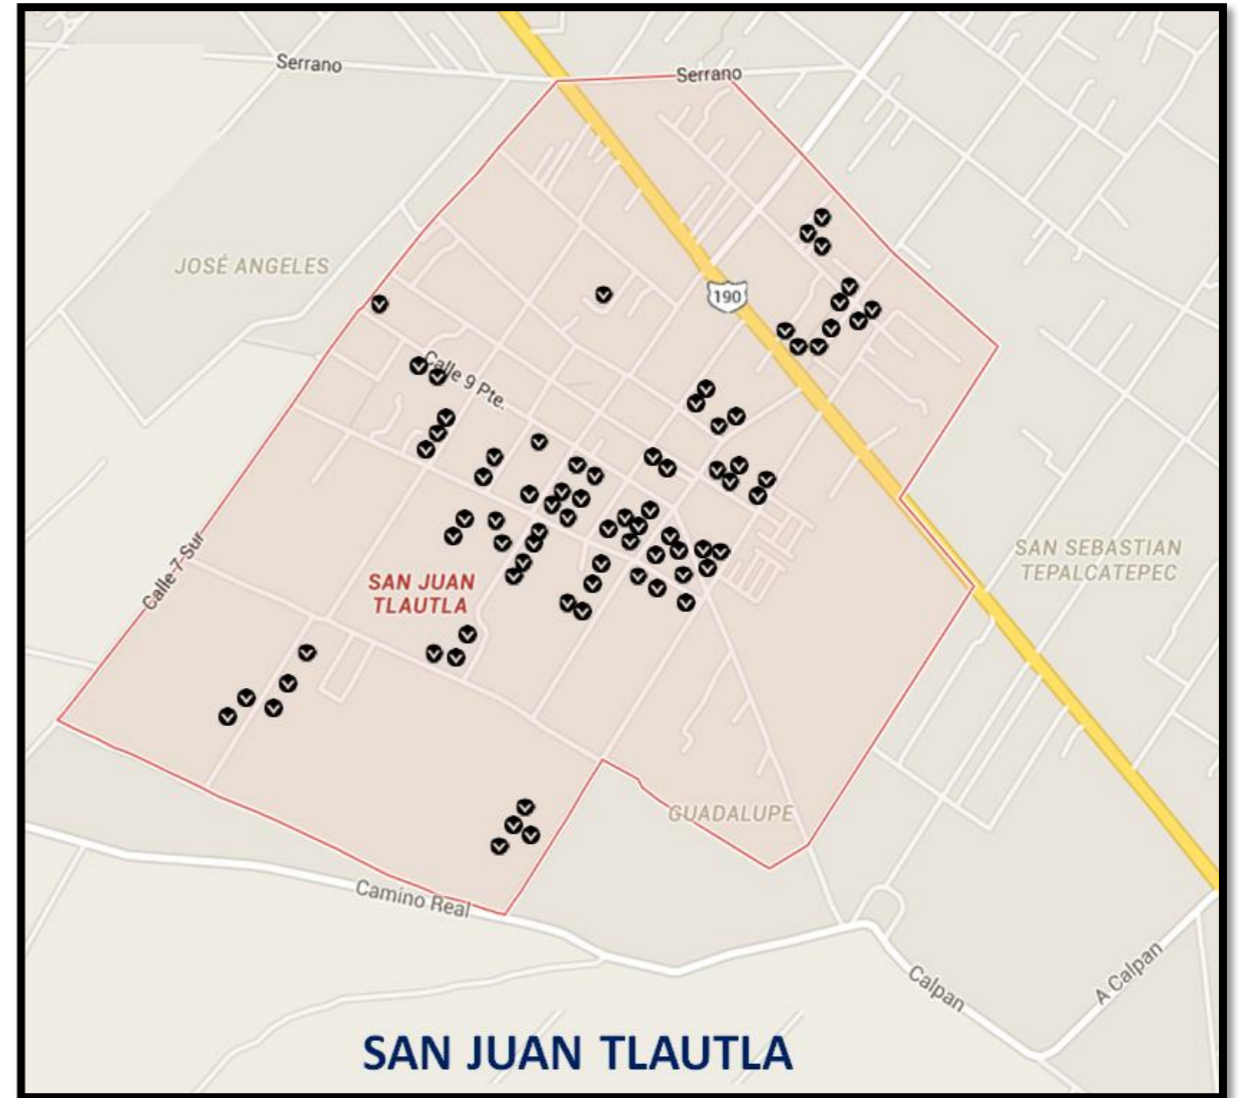 Serrano
Serrano
JOSÉ ANGELES
190
Calle 9 Pte.
Calle 7 Sur
SAN JUAN
TLAUTLA
SAN SEBASTIAN
TEPALCATEPEC
GUADALUPE
Camino Real
Calpan
A Calpan
SAN JUAN TLAUTLA